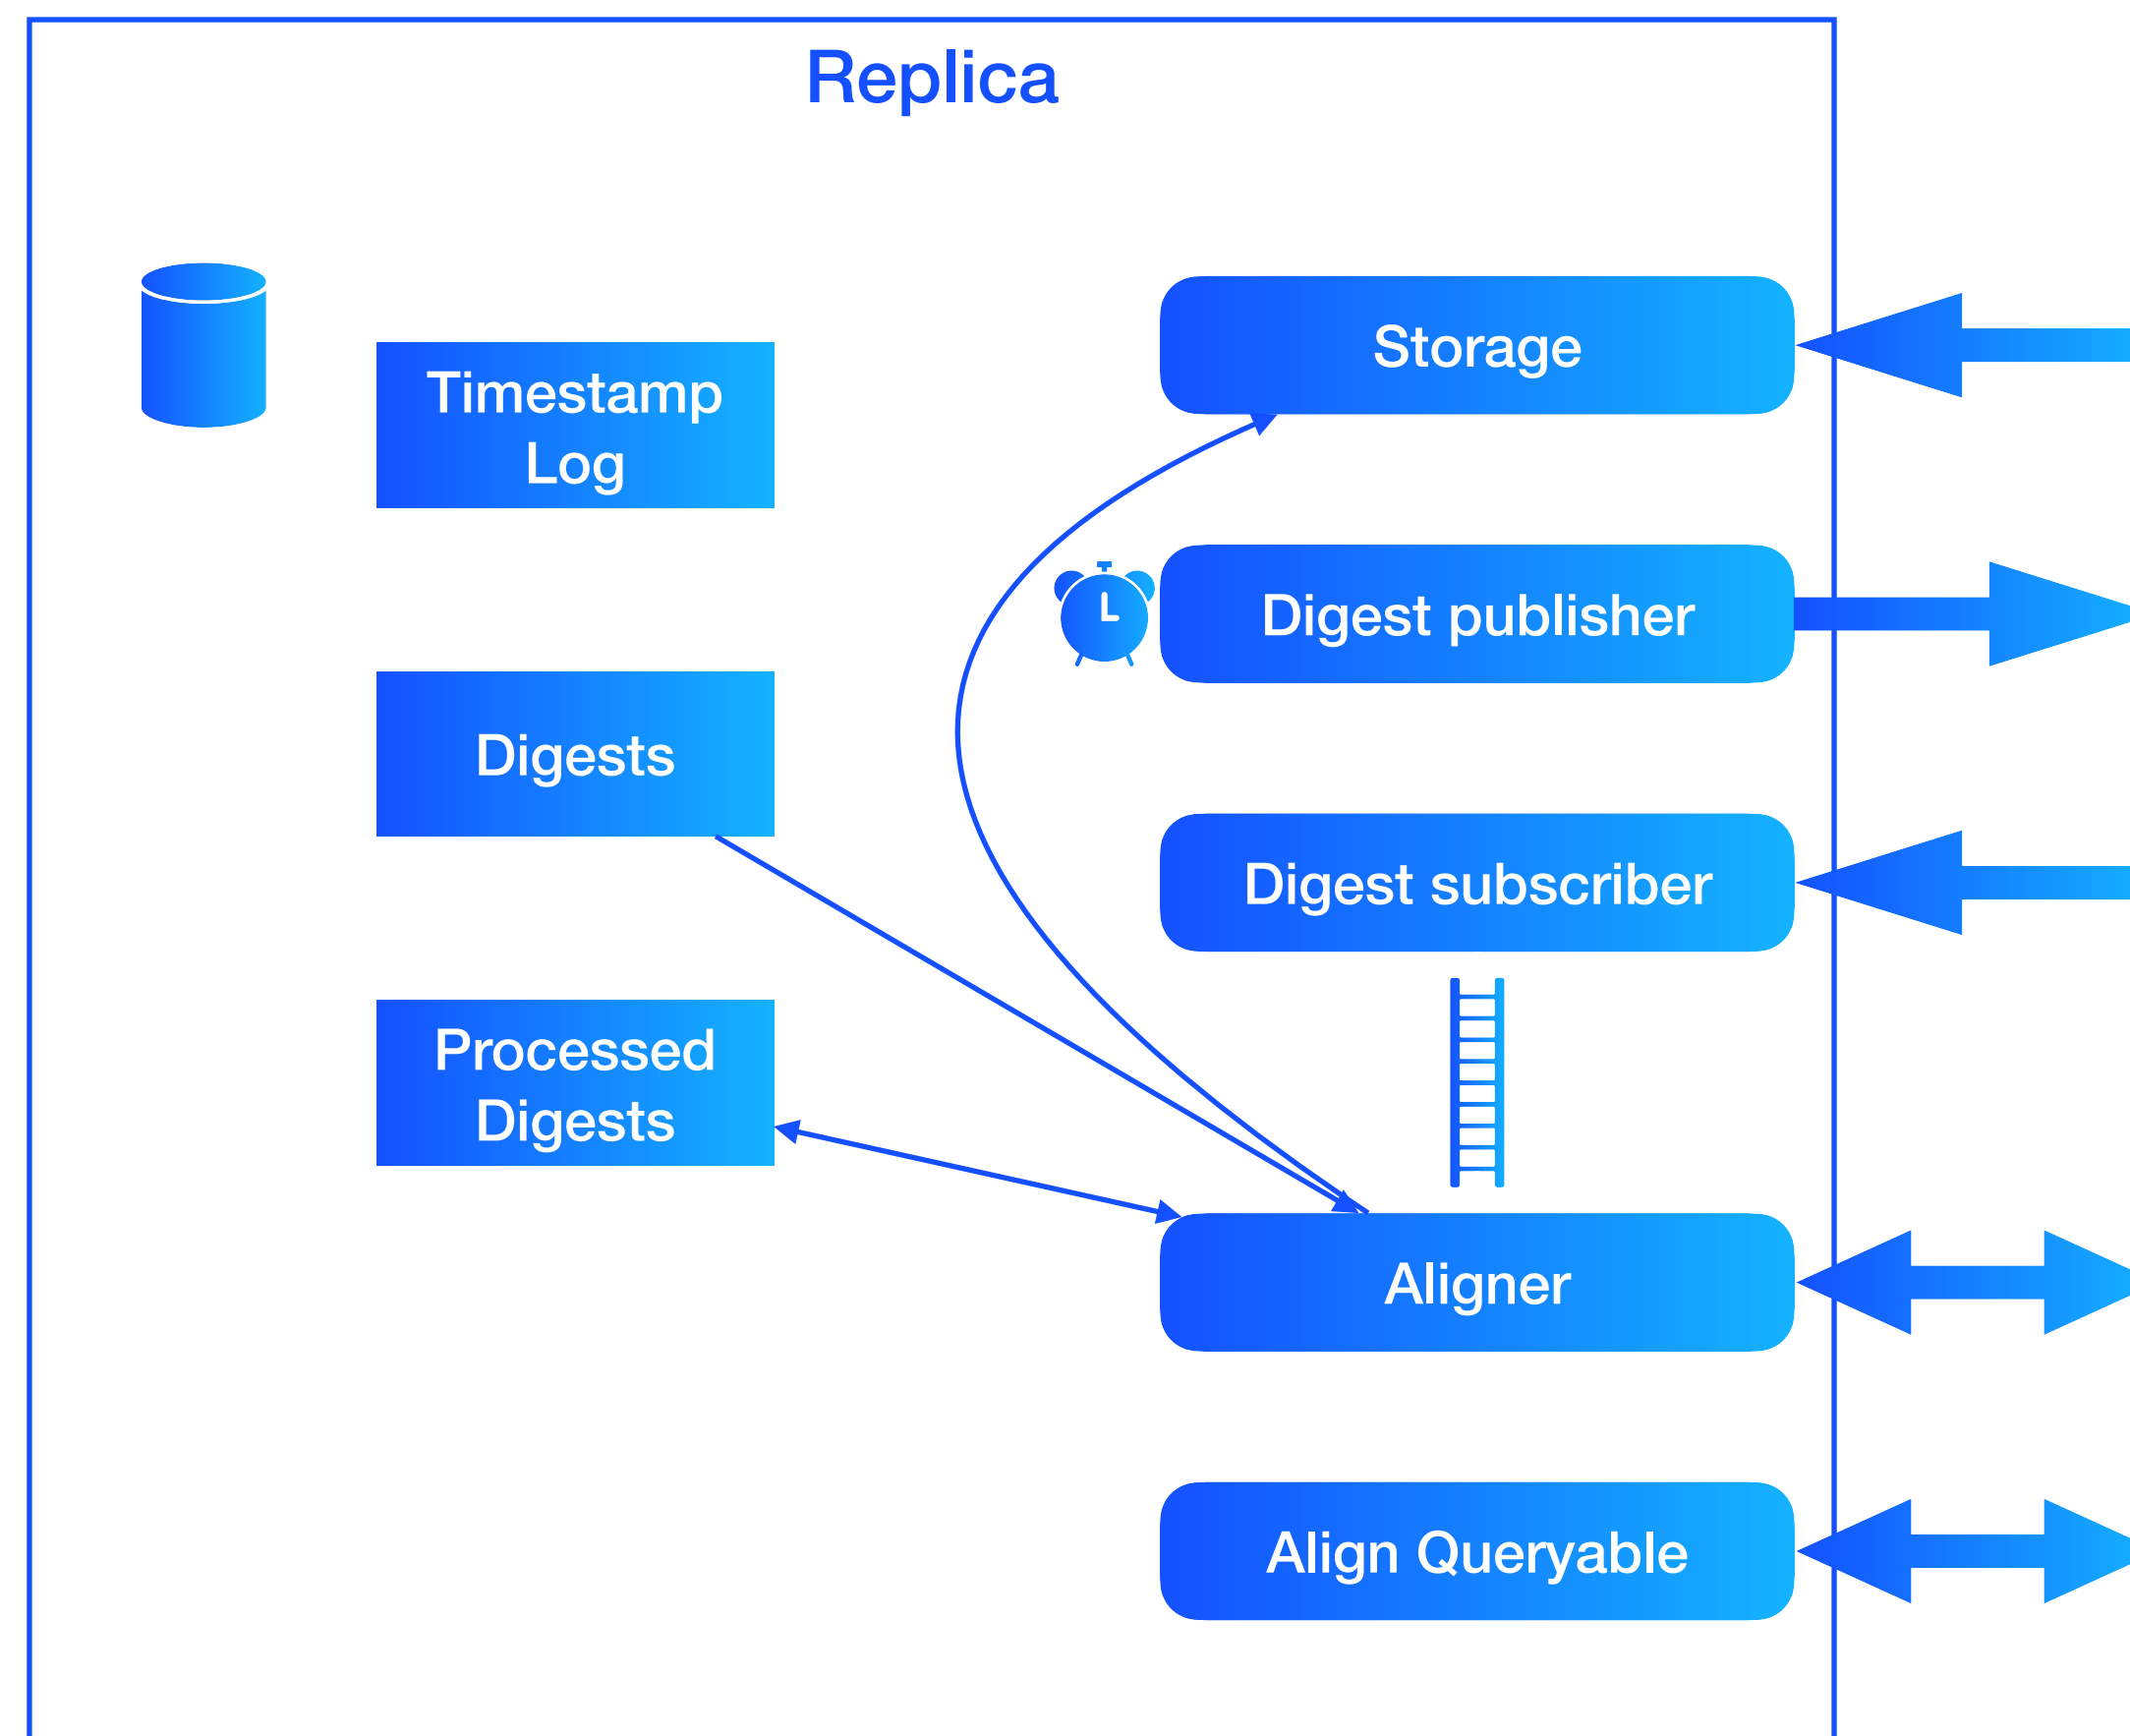 Replica
Timestamp
Log
Digests
Processed
Digests
Storage
Digest publisher
Digest subscriber
Aligner
Align Queryable